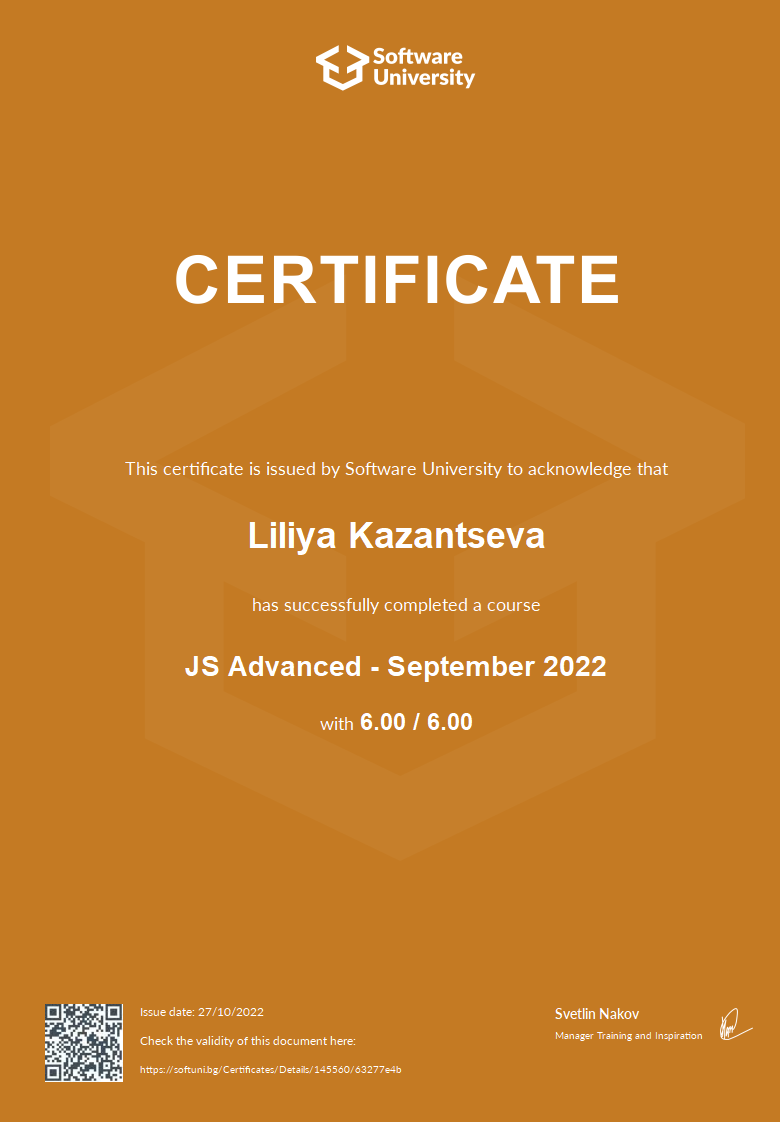 Software
University
CERTIFICATE
This certificate is issued by Software University to acknowledge that
Liliya Kazantseva
has successfully completed a course
JS Advanced - September 2022
with 6.00 / 6.00
Issue date: 27/10/2022
Check the validity of this document here:
https://softuni.bg/Certificates/Details/145560/63277e4b
Svetlin Nakov
Manager Training and Inspiration